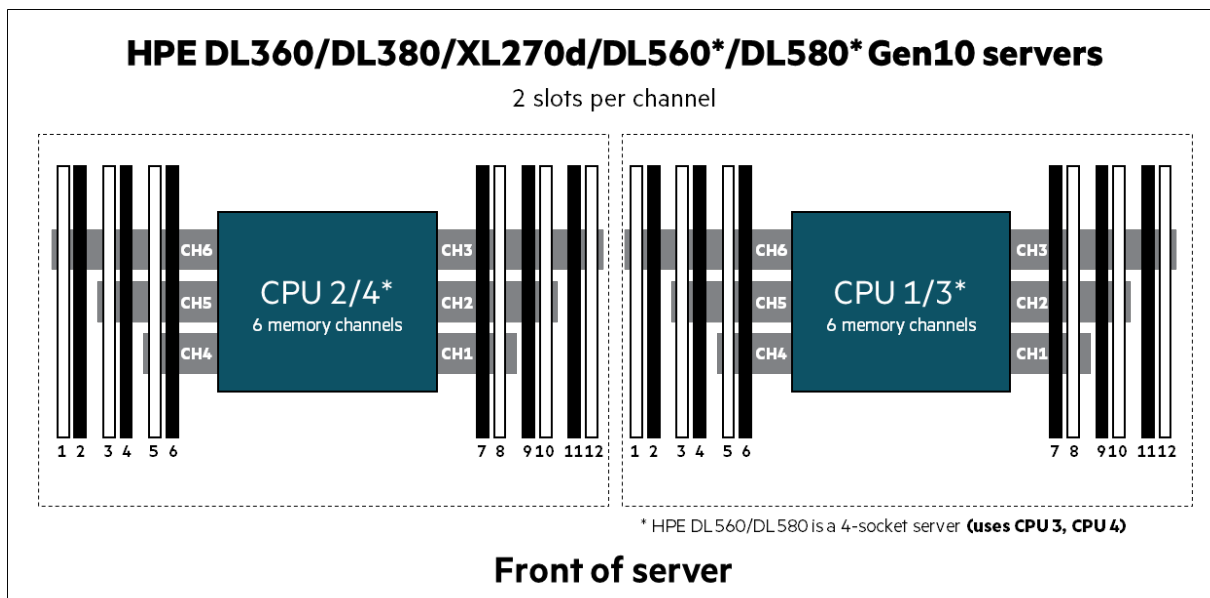 HPE DL360/DL380/XL270d/DL560*/DL580* Gen10 servers
2 slots per channel
CH6 CH3 CH6 CH3
CPU 2/4* CPU 1/3*
CH5 CH2 CH5 CH2
6 memory channels 6 memory channels
CH4 CH1 CH4 CH1
1 2 3 4 5 6 7 8 9 10 11 12 1 2 3 4 5 6 7 8 9 10 11 12
* HPE DL560/DL580 is a 4-socket server (uses CPU 3, CPU 4)
Front of server